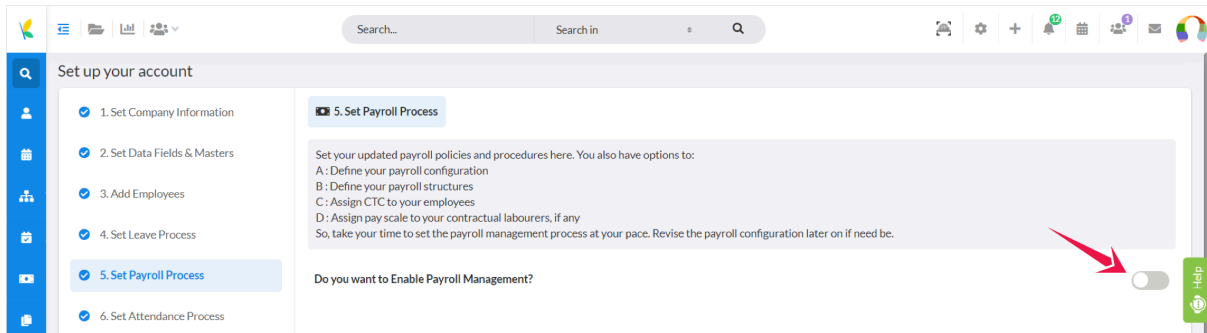 Search...
Search in
12
1
Set up your account
1. Set Company Information
2. Set Data Fields & Masters
3. Add Employees
4. Set Leave Process
5. Set Payroll Process
6. Set Attendance Process
5. Set Payroll Process
Set your updated payroll policies and procedures here. You also have options to:
A : Define your payroll configuration
B : Define your payroll structures
C : Assign CTC to your employees
D : Assign pay scale to your contractual labourers, if any
So, take your time to set the payroll management process at your pace. Revise the payroll configuration later on if need be.
Do you want to Enable Payroll Management?
Help